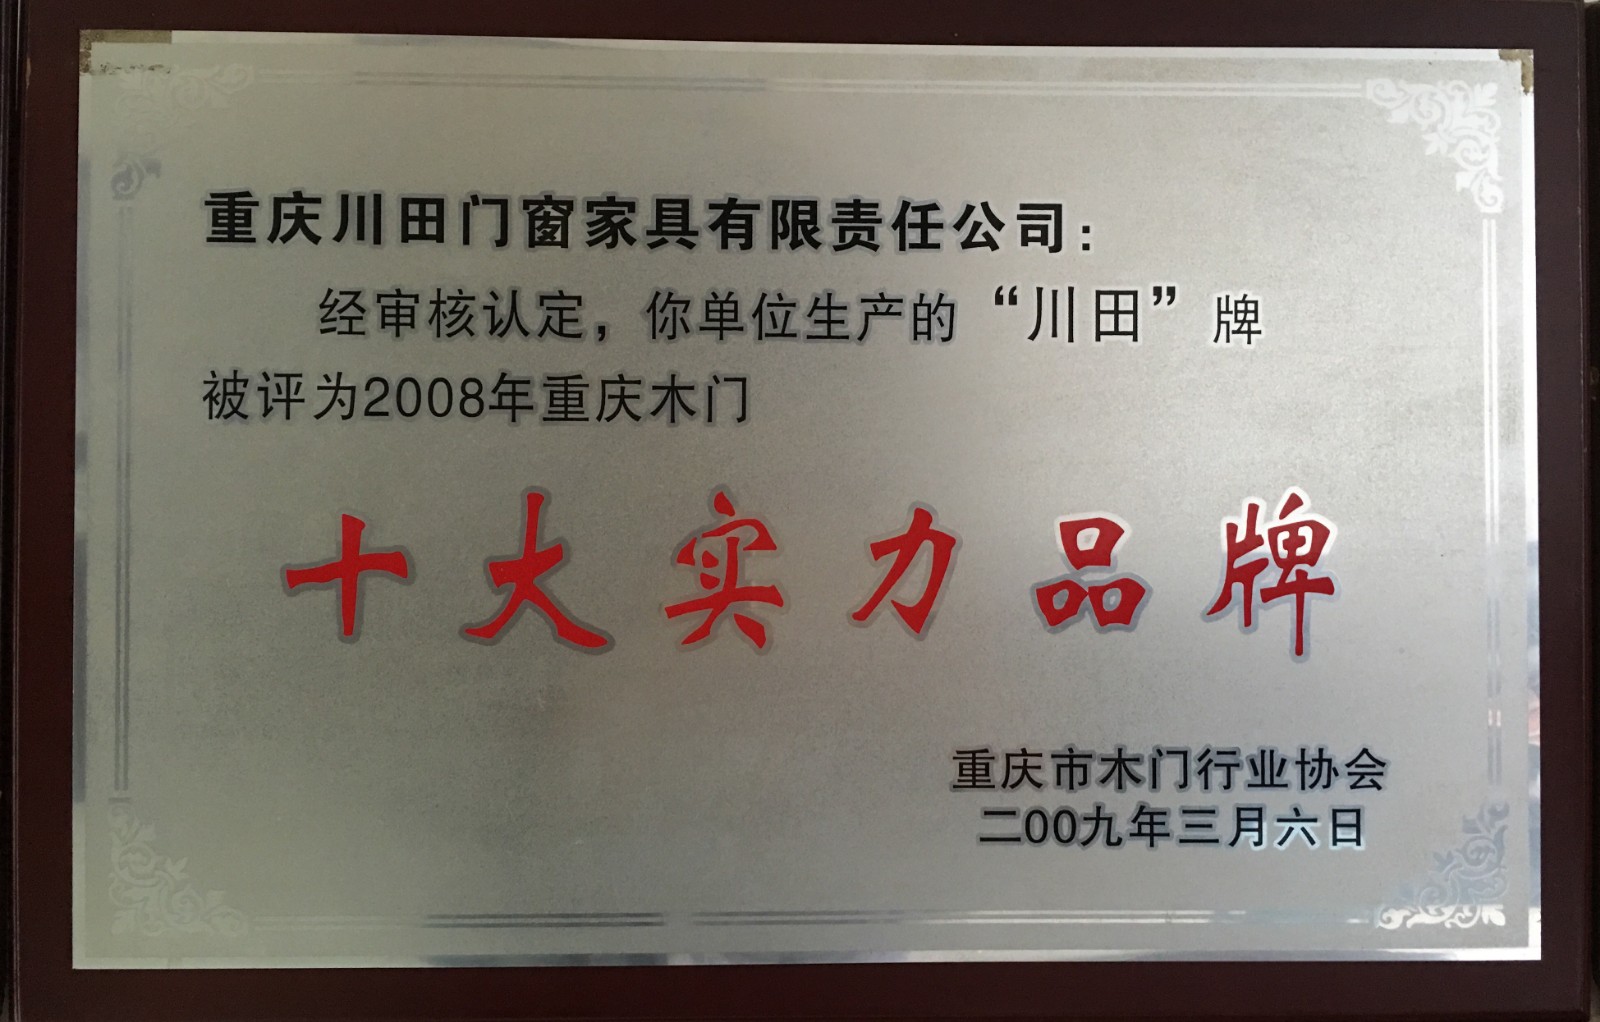 重庆川田门窗家具有限责任公司：
经审核认定，你单位生产的“川田”牌
被评为2008年重庆木门
十大实力品牌
重庆市木门行业协会
二00九年三月六日